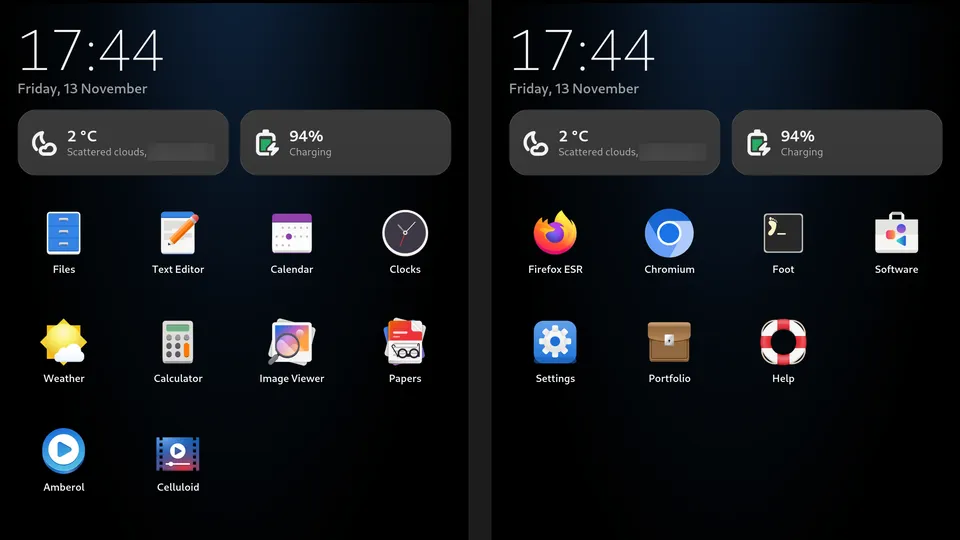 17:44
Friday, 13 November
2 °C
Scattered clouds,
94%
Charging
Files
Text Editor
Calendar
Clocks
Weather
Calculator
Image Viewer
Papers
Amberol
Celluloid
17:44
Friday, 13 November
2 °C
Scattered clouds,
94%
Charging
Firefox ESR
Chromium
Foot
Software
Settings
Portfolio
Help